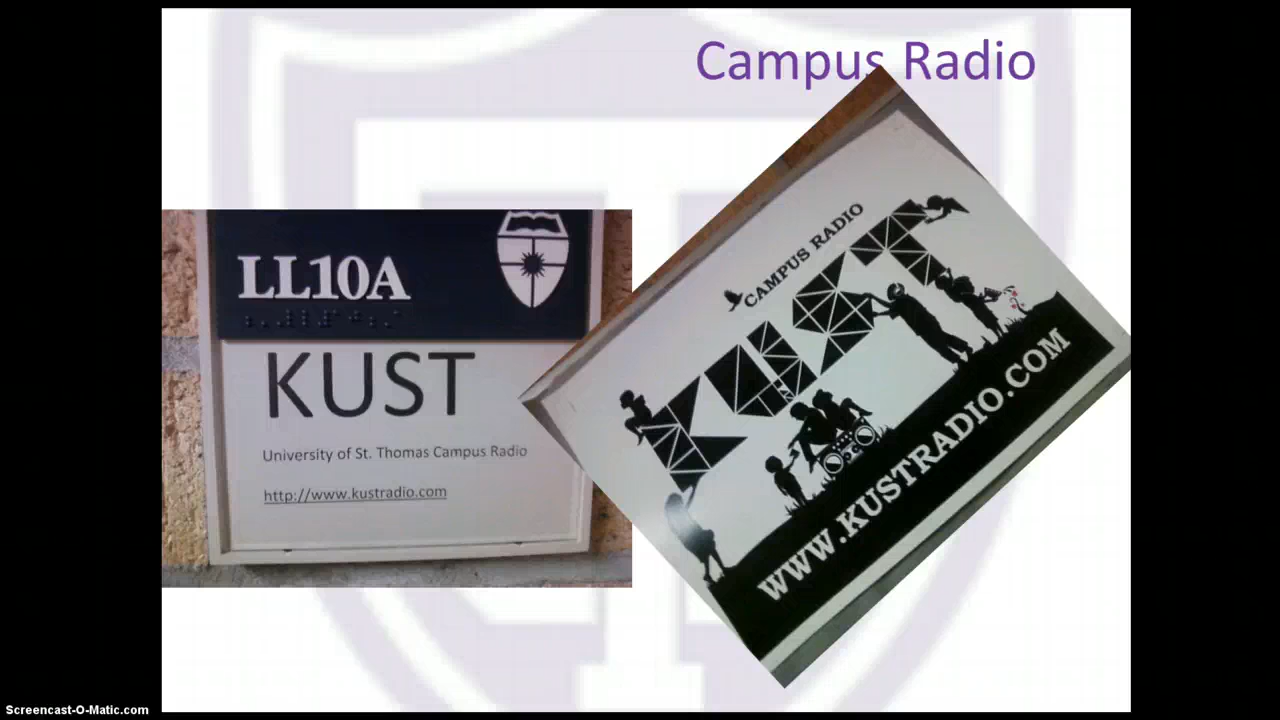 Campus Radio
LL10A
KUST
University of St. Thomas Campus Radio
http://www.kustradio.com
CAMPUS RADIO
KUST
WWW.KUSTRADIO.COM
Screencast-O-Matic.com